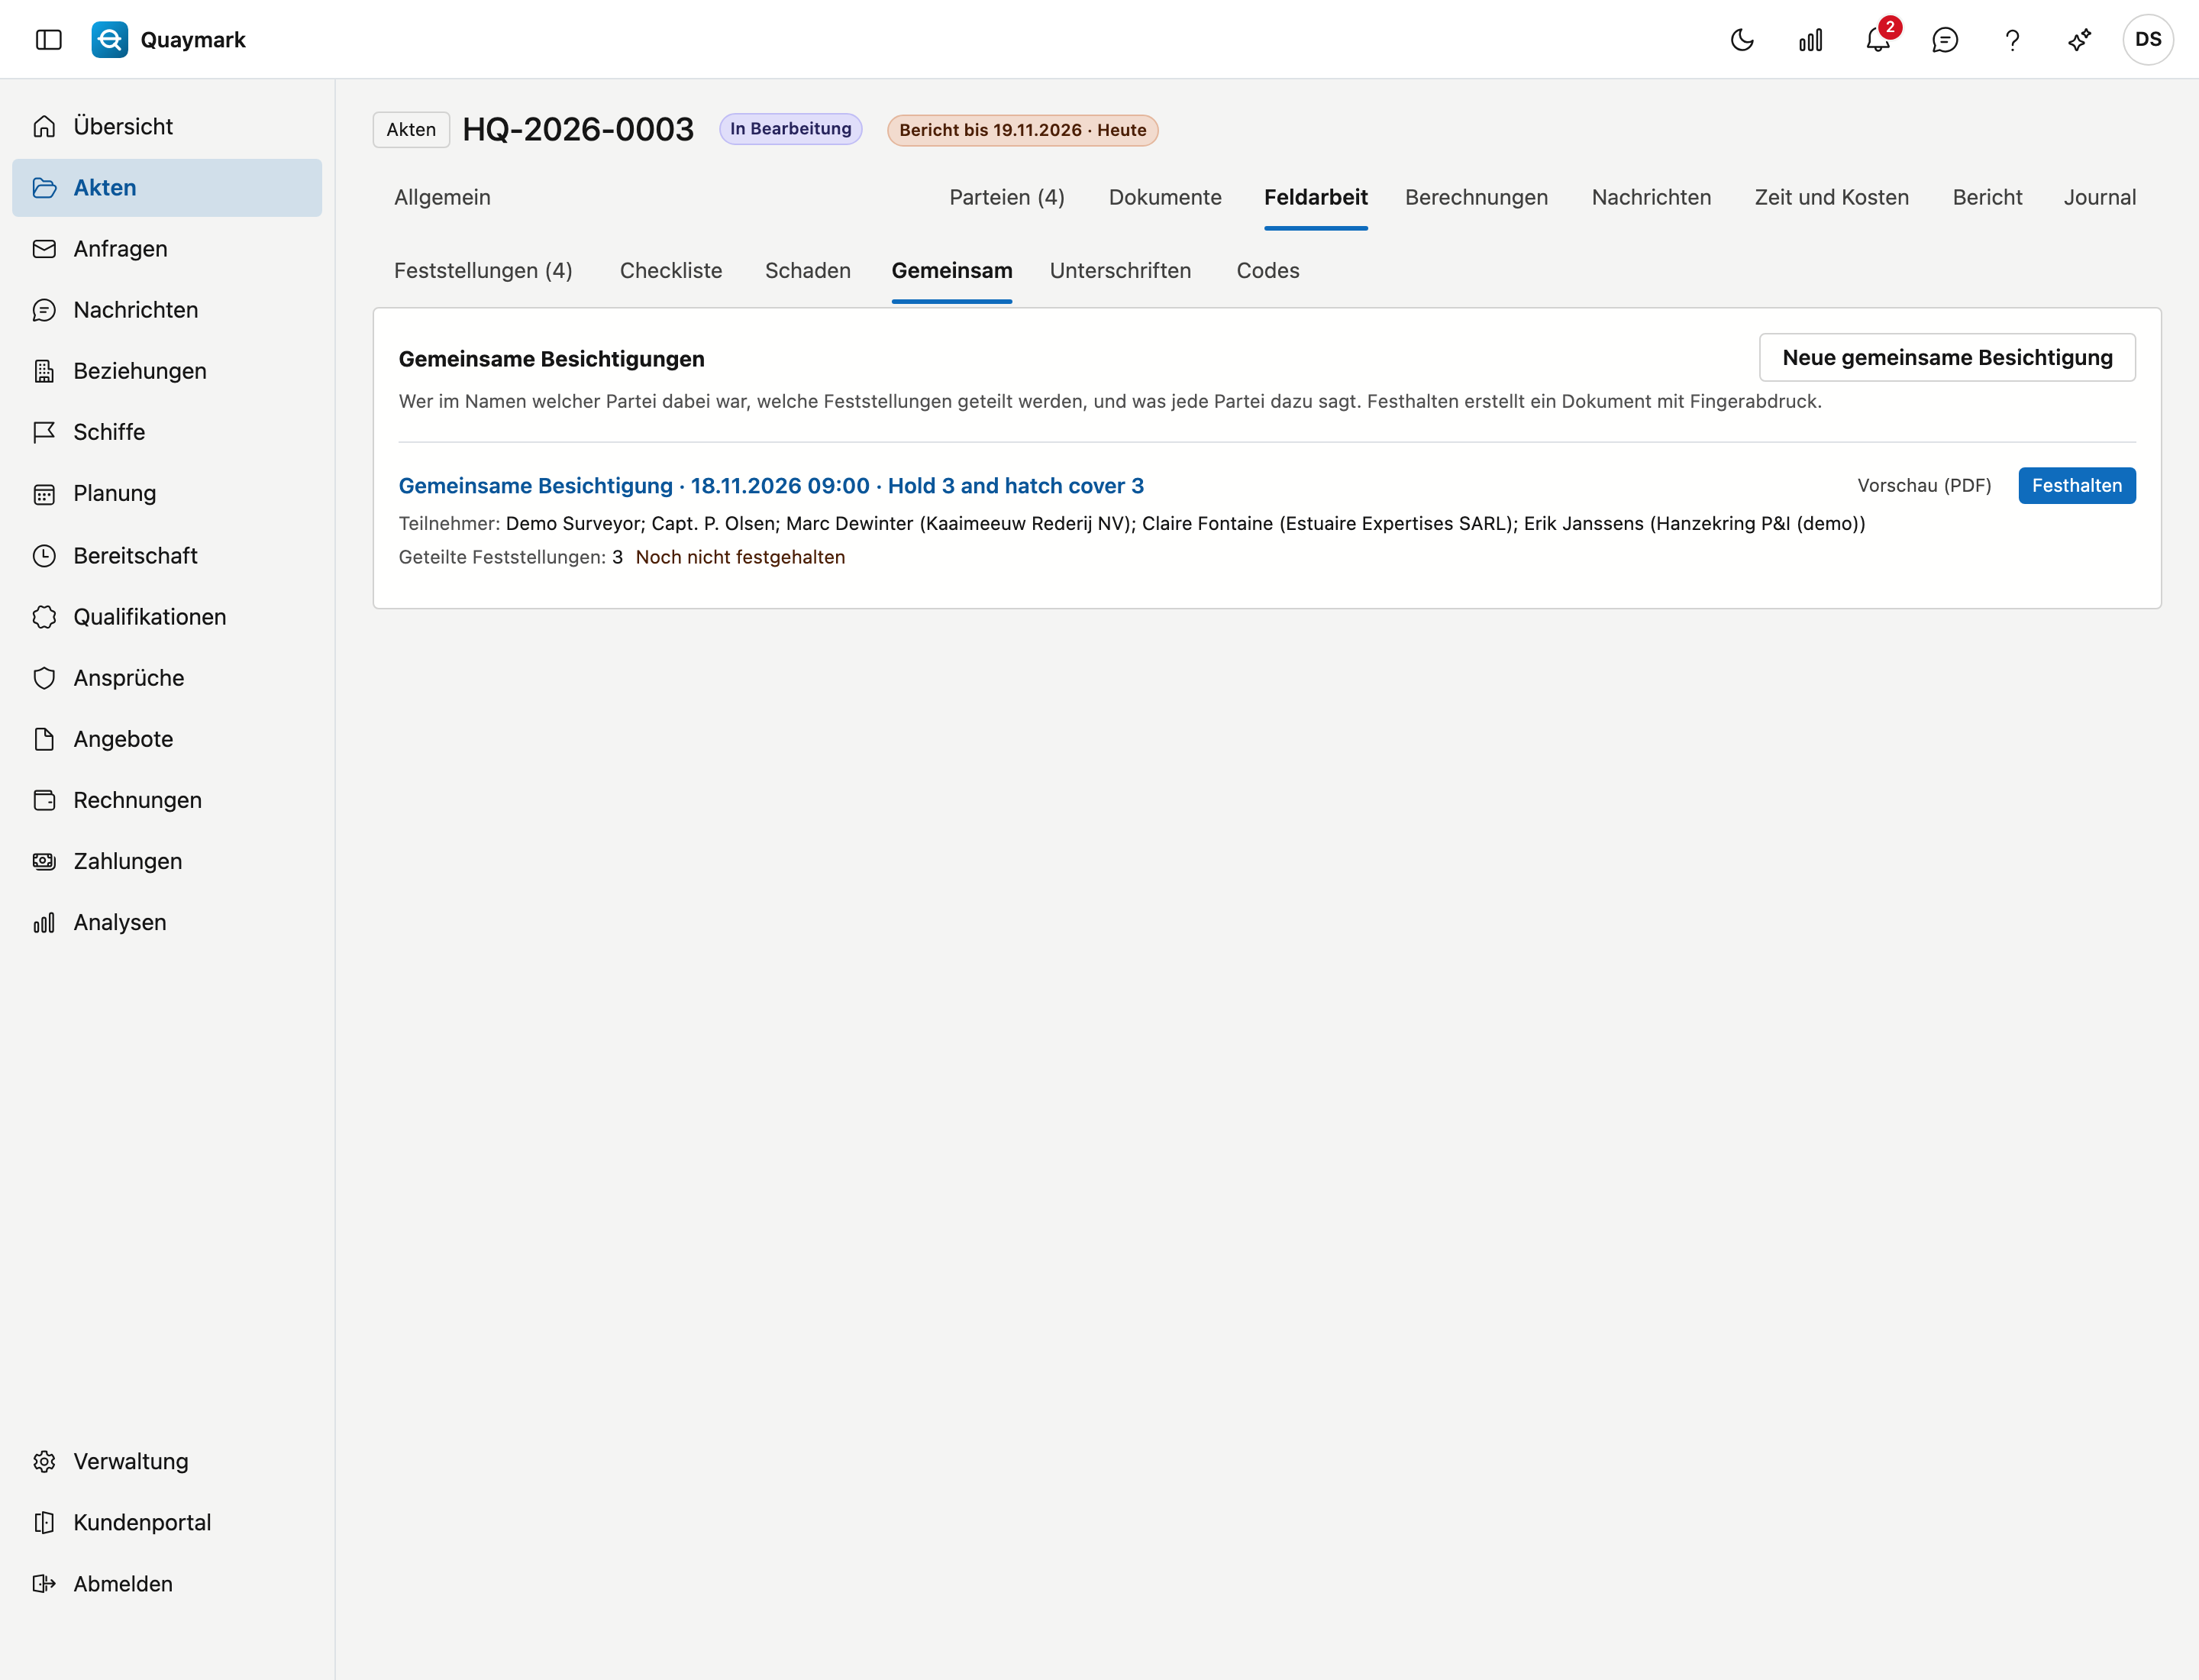 Quaymark
2
DS
Übersicht
Akten
Anfragen
Nachrichten
Beziehungen
Schiffe
Planung
Bereitschaft
Qualifikationen
Ansprüche
Angebote
Rechnungen
Zahlungen
Analysen
Verwaltung
Kundenportal
Abmelden
Akten HQ-2026-0003 In Bearbeitung Bericht bis 19.11.2026 · Heute
Allgemein Parteien (4) Dokumente Feldarbeit Berechnungen Nachrichten Zeit und Kosten Bericht Journal
Feststellungen (4) Checkliste Schaden Gemeinsam Unterschriften Codes
Gemeinsame Besichtigungen Neue gemeinsame Besichtigung
Wer im Namen welcher Partei dabei war, welche Feststellungen geteilt werden, und was jede Partei dazu sagt. Festhalten erstellt ein Dokument mit Fingerabdruck.
Gemeinsame Besichtigung · 18.11.2026 09:00 · Hold 3 and hatch cover 3 Vorschau (PDF) Festhalten
Teilnehmer: Demo Surveyor; Capt. P. Olsen; Marc Dewinter (Kaaimeeuw Rederij NV); Claire Fontaine (Estuaire Expertises SARL); Erik Janssens (Hanzekring P&I (demo))
Geteilte Feststellungen: 3 Noch nicht festgehalten